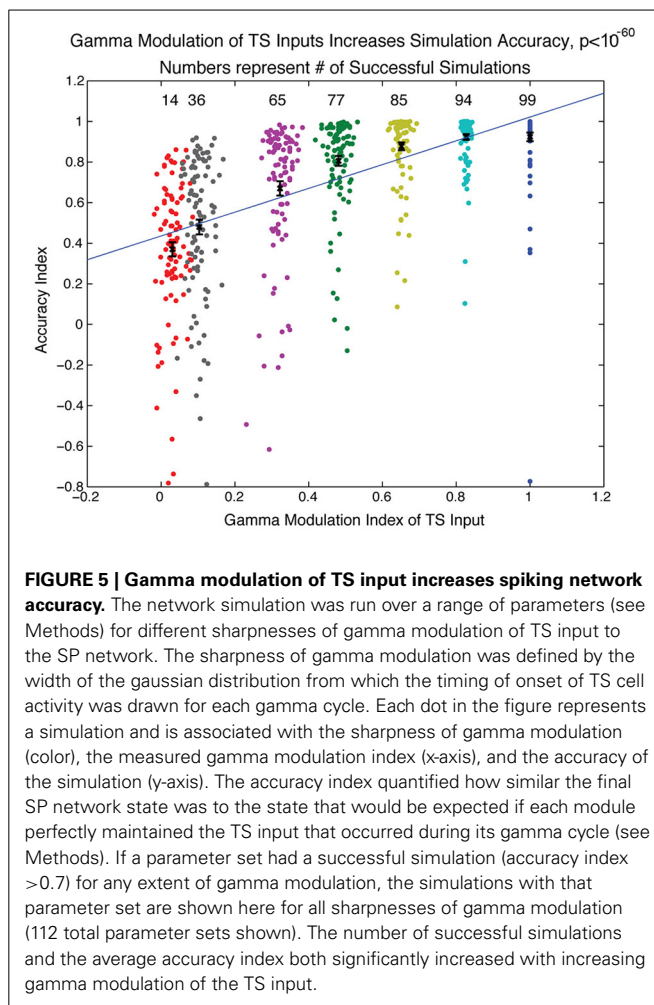 Gamma Modulation of TS Inputs Increases Simulation Accuracy, p<10^-60
Numbers represent # of Successful Simulations
1.2
1
0.8
0.6
0.4
0.2
0
-0.2
-0.4
-0.6
-0.8
14 36 65 77 85 94 99
Accuracy Index
-0.2 0 0.2 0.4 0.6 0.8 1 1.2
Gamma Modulation Index of TS Input
FIGURE 5 | Gamma modulation of TS input increases spiking network
accuracy. The network simulation was run over a range of parameters (see
Methods) for different sharpnesses of gamma modulation of TS input to
the SP network. The sharpness of gamma modulation was defined by the
width of the gaussian distribution from which the timing of onset of TS cell
activity was drawn for each gamma cycle. Each dot in the figure represents
a simulation and is associated with the sharpness of gamma modulation
(color), the measured gamma modulation index (x-axis), and the accuracy of
the simulation (y-axis). The accuracy index quantified how similar the final
SP network state was to the state that would be expected if each module
perfectly maintained the TS input that occurred during its gamma cycle (see
Methods). If a parameter set had a successful simulation (accuracy index
>0.7) for any extent of gamma modulation, the simulations with that
parameter set are shown here for all sharpnesses of gamma modulation
(112 total parameter sets shown). The number of successful simulations
and the average accuracy index both significantly increased with increasing
gamma modulation of the TS input.